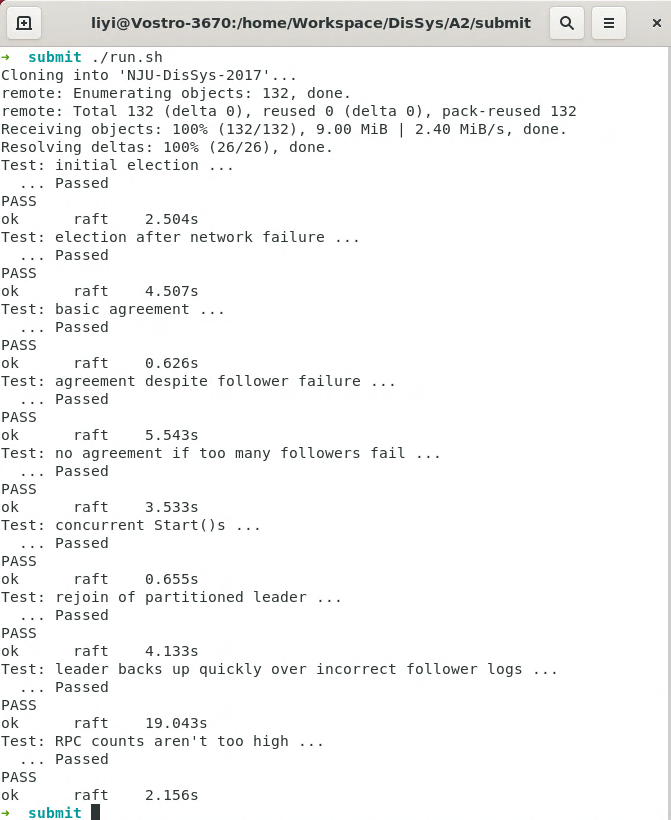 liyi@Vostro-3670:/home/Workspace/DisSys/A2/submit
➜  submit ./run.sh
Cloning into 'NJU-DisSys-2017'...
remote: Enumerating objects: 132, done.
remote: Total 132 (delta 0), reused 0 (delta 0), pack-reused 132
Receiving objects: 100% (132/132), 9.00 MiB | 2.40 MiB/s, done.
Resolving deltas: 100% (26/26), done.
Test: initial election ...
  ... Passed
PASS
ok      raft    2.504s
Test: election after network failure ...
  ... Passed
PASS
ok      raft    4.507s
Test: basic agreement ...
  ... Passed
PASS
ok      raft    0.626s
Test: agreement despite follower failure ...
  ... Passed
PASS
ok      raft    5.543s
Test: no agreement if too many followers fail ...
  ... Passed
PASS
ok      raft    3.533s
Test: concurrent Start()s ...
  ... Passed
PASS
ok      raft    0.655s
Test: rejoin of partitioned leader ...
  ... Passed
PASS
ok      raft    4.133s
Test: leader backs up quickly over incorrect follower logs ...
  ... Passed
PASS
ok      raft    19.043s
Test: RPC counts aren't too high ...
  ... Passed
PASS
ok      raft    2.156s
➜  submit